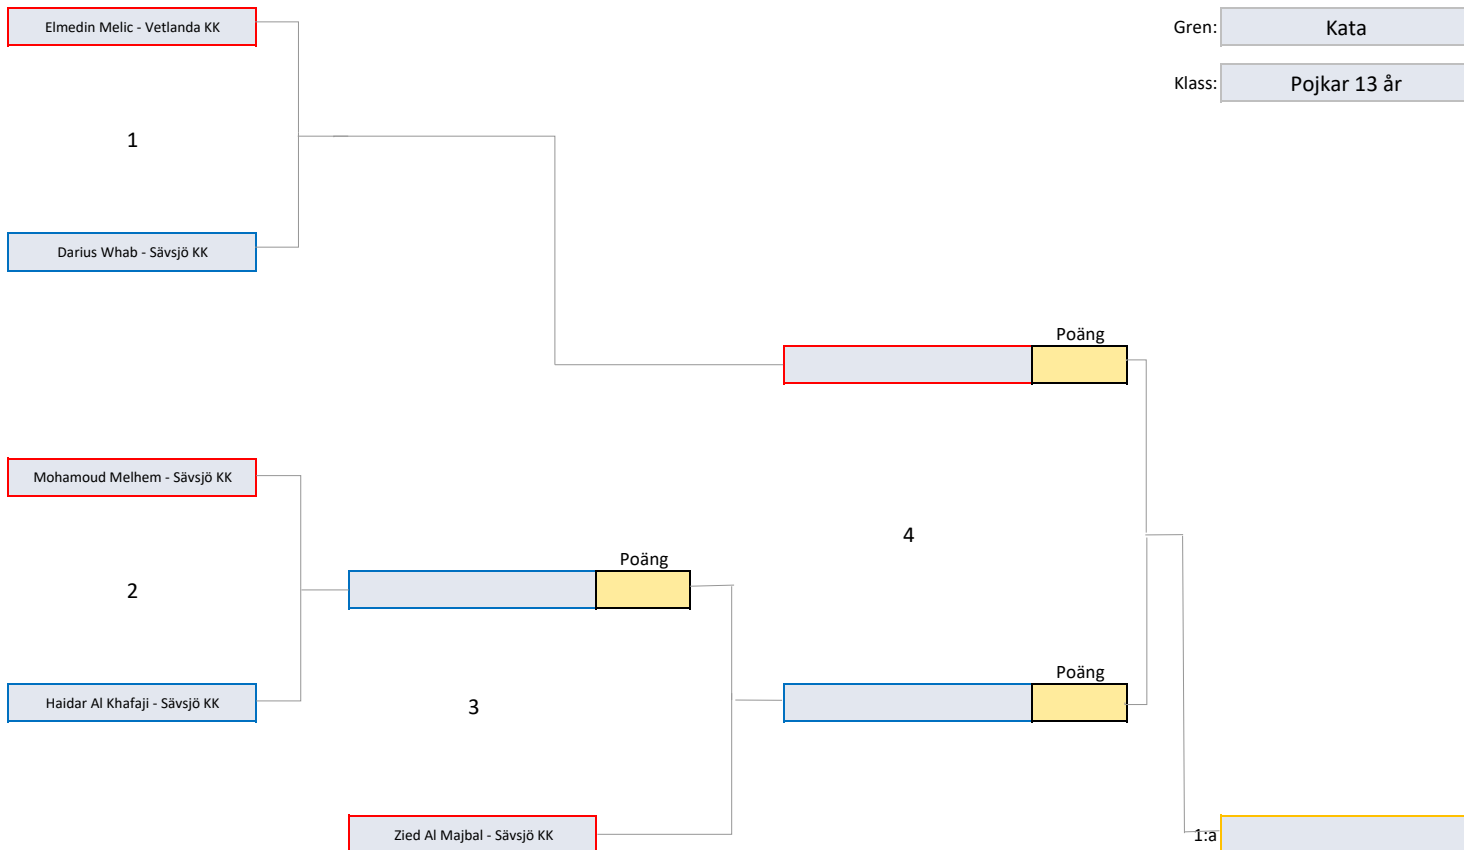 Elmedin Melic - Vetlanda KK
Gren: Kata
Klass: Pojkar 13 år
1
Darius Whab - Sävsjö KK
Poäng
Mohamoud Melhem - Sävsjö KK
4
Poäng
2
Poäng
Haidar Al Khafaji - Sävsjö KK
3
Zied Al Majbal - Sävsjö KK
1:a